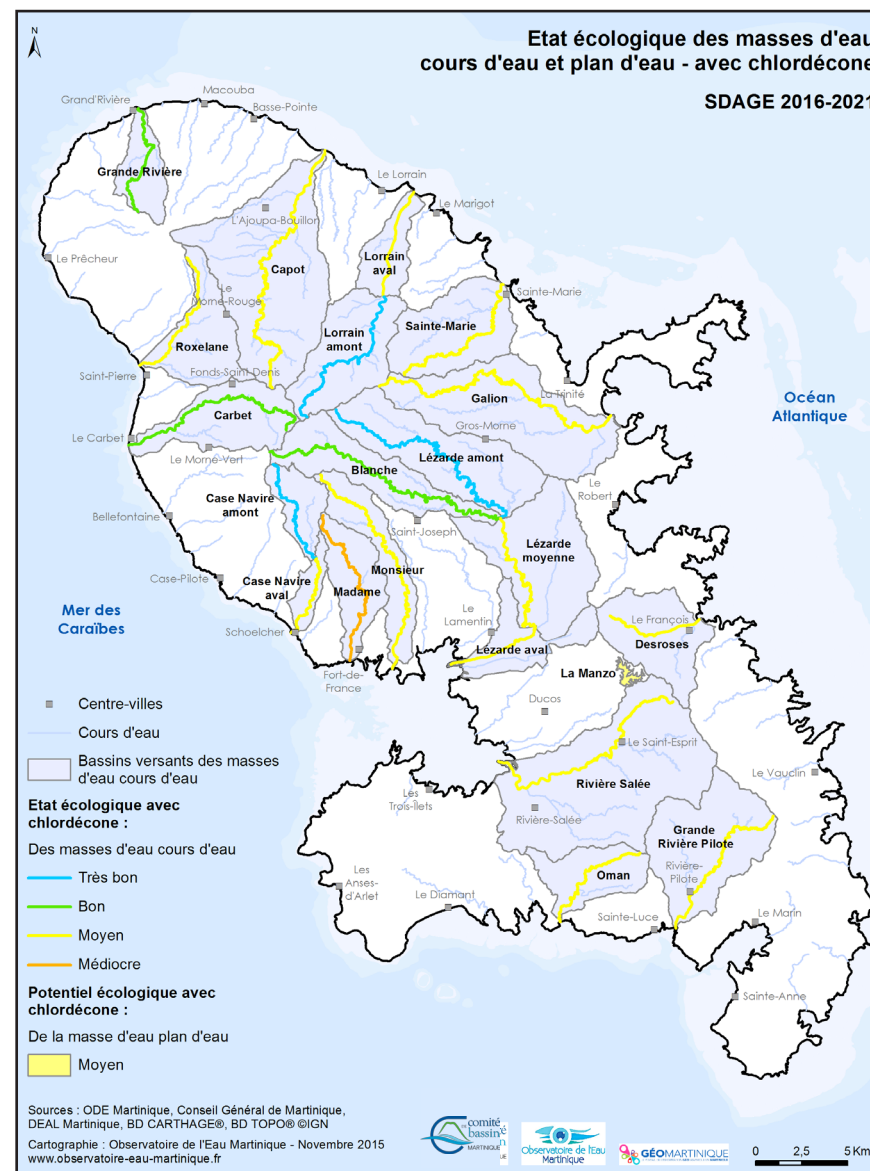 N
Etat écologique des masses d'eau
cours d'eau et plan d'eau - avec chlordécone
SDAGE 2016-2021
Macouba
Grand'Rivière
Basse-Pointe
Grande Rivière
Le Lorrain
Le Marigot
L'Ajoupa-Bouillon
Le Prêcheur
Capot
Lorrain
aval
Le
Morne-Rouge
Sainte-Marie
Lorrain
amont
Sainte-Marie
Roxelane
Saint-Pierre
Fonds-Saint Denis
La Trinité
Galion
Océan
Atlantique
Carbet
Gros-Morne
Le Carbet
Le Morne-Vert
Lézarde amont
Blanche
Le
Robert
Case Navire
amont
Bellefontaine
Saint-Joseph
Lézarde
moyenne
Case-Pilote
Case Navire
aval
Monsieur
Madame
Mer des
Caraïbes
Le
Lamentin
Le François
Schoelcher
Desroses
Lézarde aval
Fort-de-
France
La Manzo
Ducos
Le Saint-Esprit
Le Vauclin
Rivière Salée
Les
Trois-Îlets
Rivière-Salée
Grande
Rivière Pilote
Rivière-
Pilote
Oman
Les
Anses-
d'Arlet
Le Diamant
Sainte-Luce
Le Marin
Sainte-Anne
Centre-villes
Cours d'eau
Bassins versants des masses
d'eau cours d'eau
Etat écologique avec
chlordécone :
Des masses d'eau cours d'eau
Très bon
Bon
Moyen
Médiocre
Potentiel écologique avec
chlordécone :
De la masse d'eau plan d'eau
Moyen
Sources : ODE Martinique, Conseil Général de Martinique,
DEAL Martinique, BD CARTHAGE®, BD TOPO® ©IGN
Cartographie : Observatoire de l'Eau Martinique - Novembre 2015
www.observatoire-eau-martinique.fr
comité
bassin
MARTINIQUE
Observatoire de l'Eau
Martinique
GÉOMARTINIQUE
0 2,5 5 Km